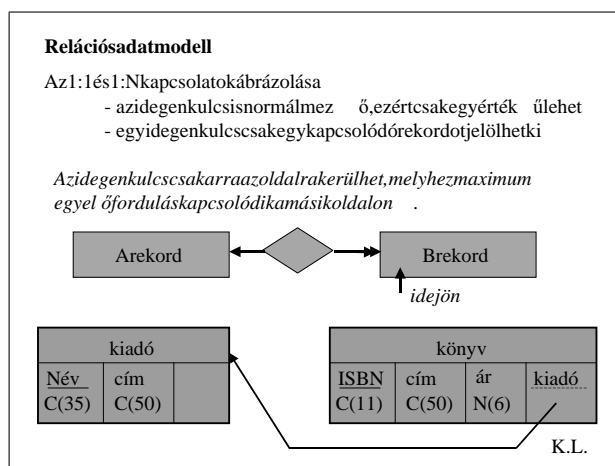 Relációsadatmodell
Az1:1és1:Nkapcsolatokábrázolása
- azidegenkulcsisnormálmez ő,ezértcsakegyérték űlehet
- egyidegenkulcscsakegykapcsolódórekordotjelölhetki
Azidegenkulcscsakarraazoldalrakerülhet,melyhezmaximum
egyel őforduláskapcsolódikamásikoldalon .
Arekord
Brekord
idejön
kiadó
könyv
Név cím
C(35) C(50)
ISBN cím ár kiadó
C(11) C(50) N(6)
K.L.